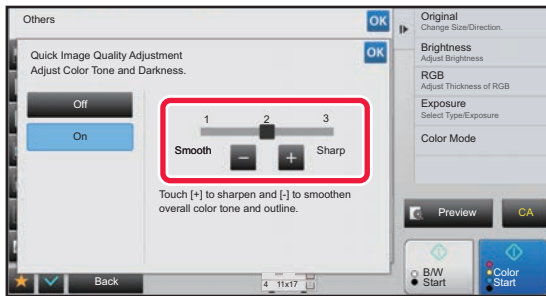 Others
OK
Quick Image Quality Adjustment
Adjust Color Tone and Darkness.
OK
Off
On
1 2 3
Smooth - + Sharp
Touch [+] to sharpen and [-] to smoothen
overall color tone and outline.
Back
4 11x17
Original
Change Size/Direction.
Brightness
Adjust Brightness
RGB
Adjust Thickness of RGB
Exposure
Select Type/Exposure
Color Mode
Preview
CA
B/W
Start
Color
Start